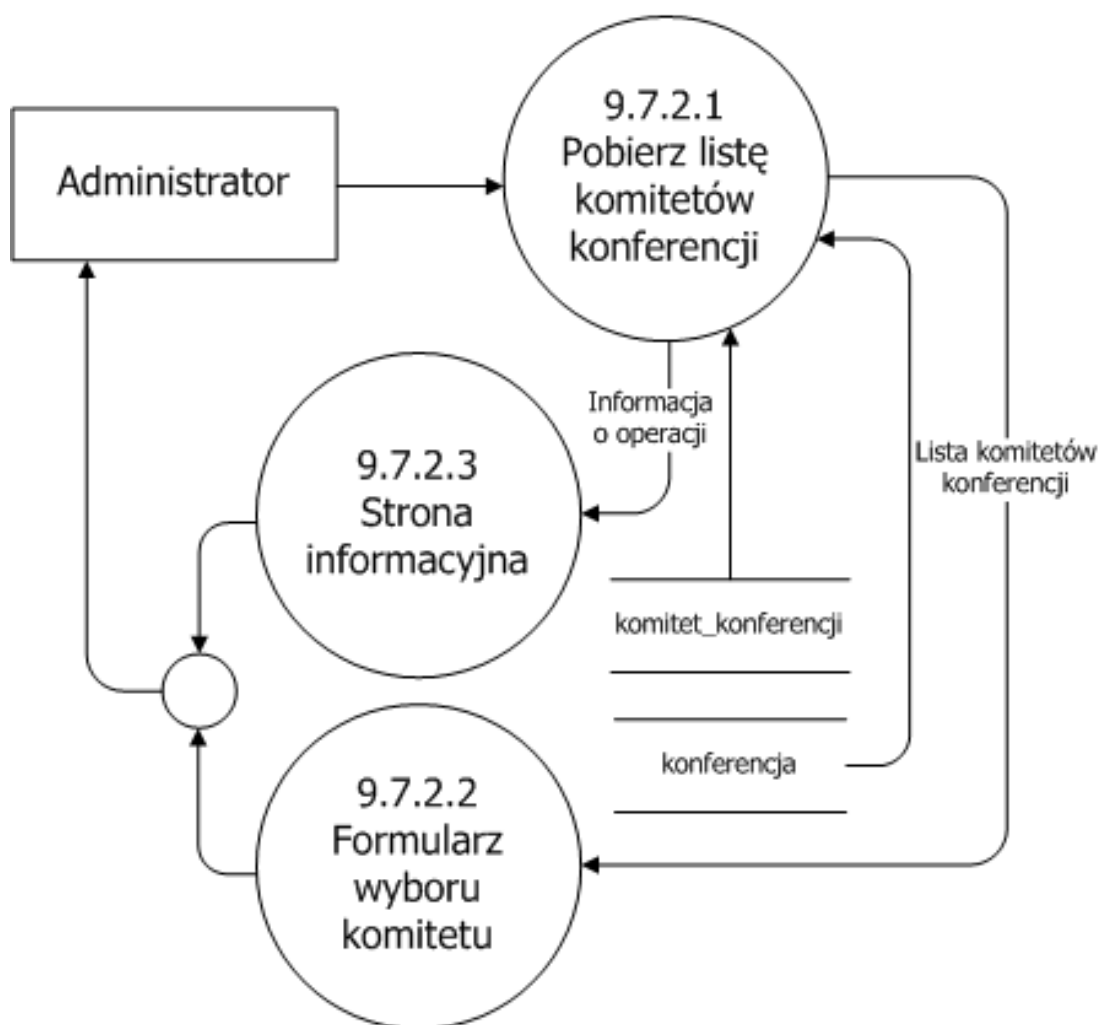 Administrator
9.7.2.1
Pobierz listę
komitetów
konferencji
Informacja
o operacji
Lista komitetów
konferencji
9.7.2.3
Strona
informacyjna
komitet_konferencji
konferencja
9.7.2.2
Formularz
wyboru
komitetu